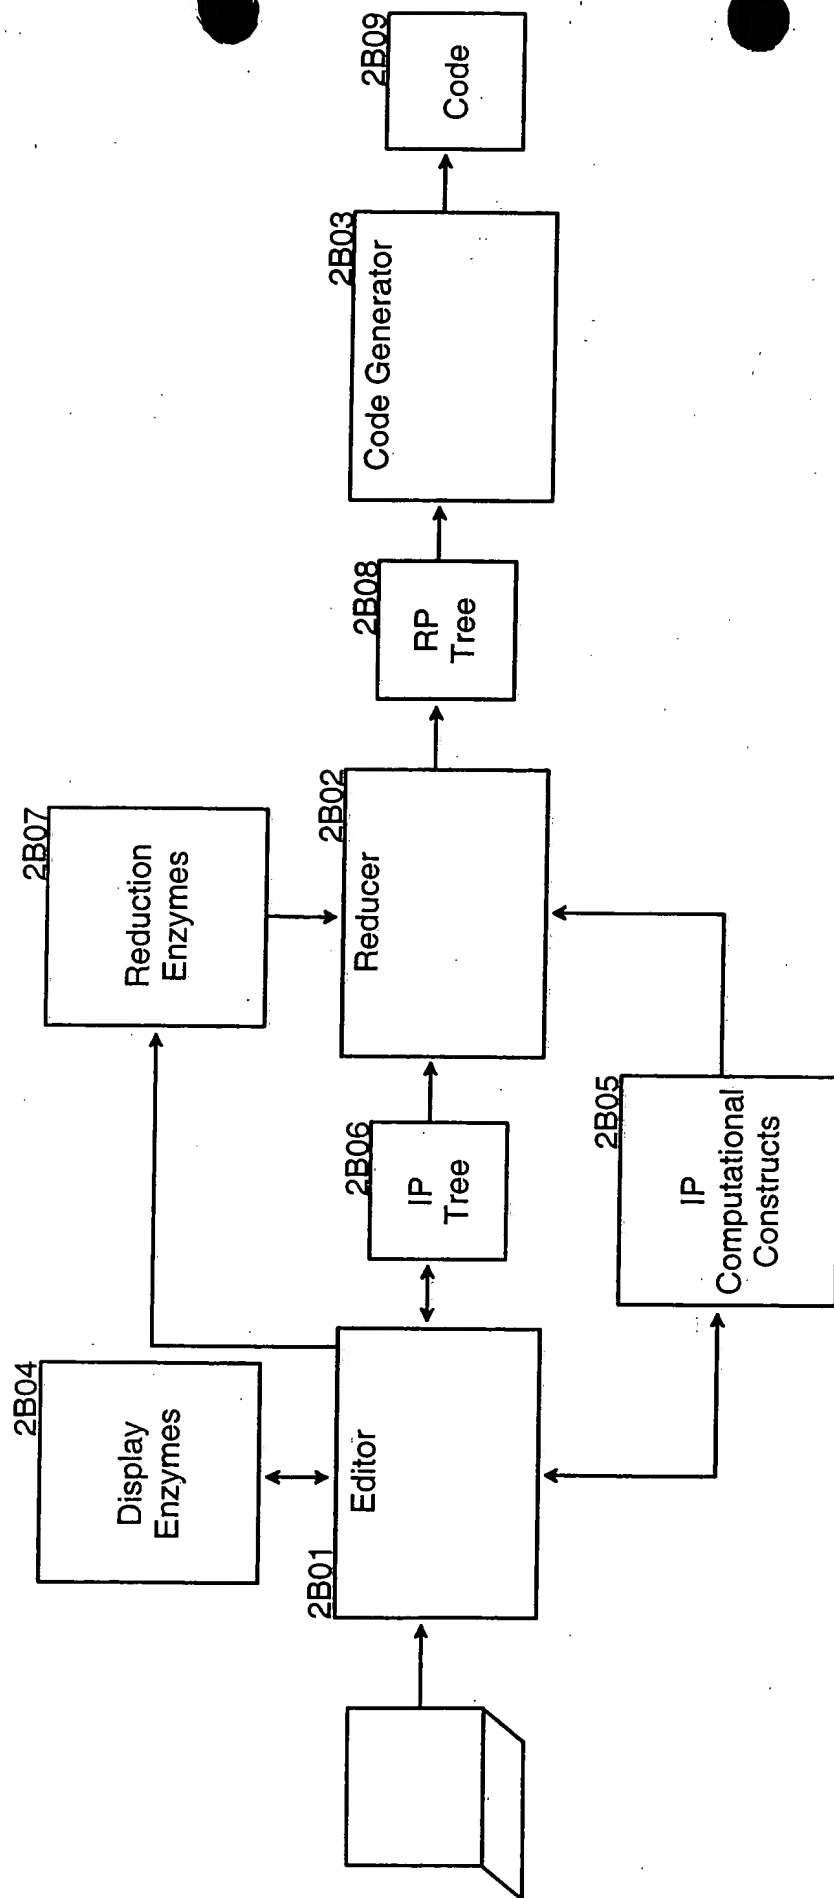 2B04
Display
Enzymes
2B07
Reduction
Enzymes
2B01
Editor
2B06
IP
Tree
2B02
Reducer
2B08
RP
Tree
2B03
Code Generator
2B09
Code
2B05
IP
Computational
Constructs